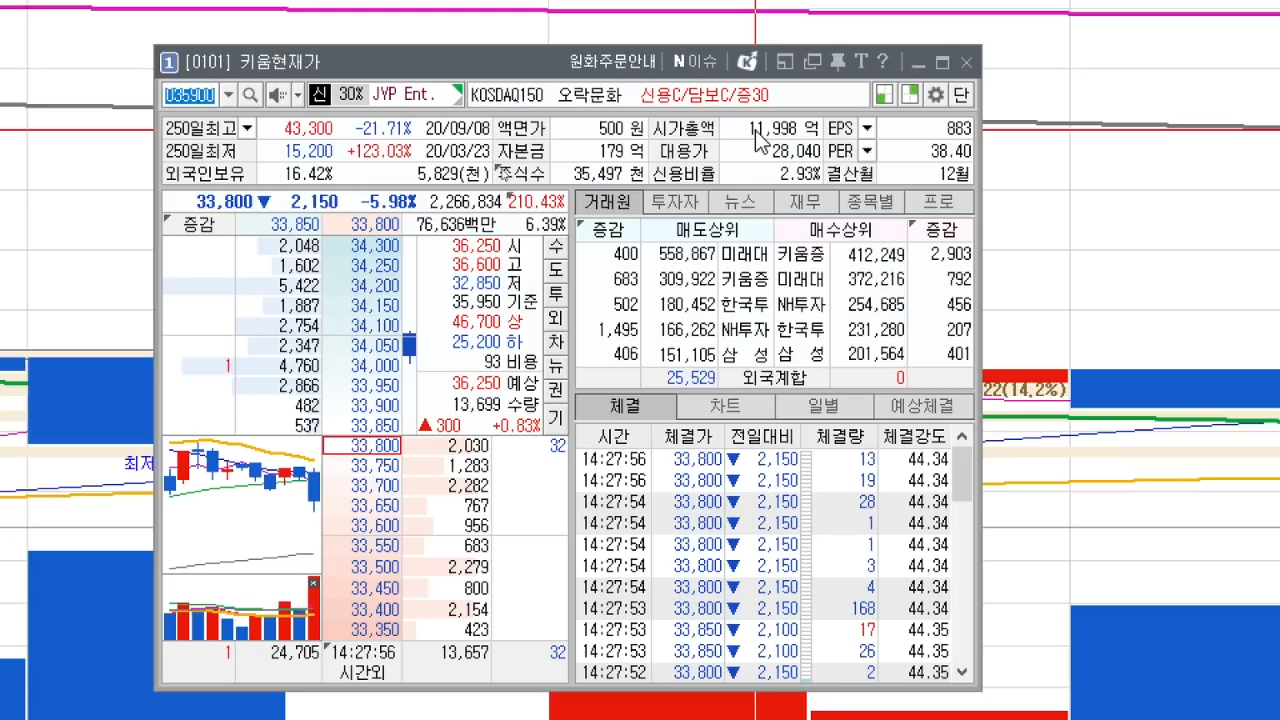 1 [0101] 키움현재가 원화주문안내 N이슈
035900 신 30% JYP Ent. KOSDAQ150 오락문화 신용C/담보C/증30 단
250일최고 43,300 -21.71% 20/09/08 액면가 500 원 시가총액 11,998 억 EPS 883
250일최저 15,200 +123.03% 20/03/23 자본금 179 억 대용가 28,040 PER 38.40
외국인보유 16.42% 5,829(천) 주식수 35,497 천 신용비율 2.93% 결산월 12월
33,800 ▼ 2,150 -5.98% 2,266,834 210.43%
증감 33,850 33,800 76,636백만 6.39%
2,048 34,300 36,250 시 수
1,602 34,250 36,600 고 도
5,422 34,200 32,850 저 투
1,887 34,150 35,950 기준 외
2,754 34,100 46,700 상
2,347 34,050 25,200 하 차
1 4,760 34,000 93 비용 뉴
2,866 33,950 36,250 예상 권
482 33,900 13,699 수량
537 33,850 ▲ 300 +0.83% 기
33,800 2,030 32
33,750 1,283
33,700 2,282
33,650 767
33,600 956
33,550 683
33,500 2,279
33,450 800
33,400 2,154
33,350 423
1 24,705 14:27:56 13,657 32
시간외
거래원 투자자 뉴스 재무 종목별 프로
증감 매도상위 매수상위 증감
400 558,867 미래대 키움증 412,249 2,903
683 309,922 키움증 미래대 372,216 792
502 180,452 한국투 NH투자 254,685 456
1,495 166,262 NH투자 한국투 231,280 207
406 151,105 삼 성 삼 성 201,564 401
25,529 외국계합 0
체결 차트 일별 예상체결
시간 체결가 전일대비 체결량 체결강도
14:27:56 33,800 ▼ 2,150 13 44.34
14:27:56 33,800 ▼ 2,150 19 44.34
14:27:54 33,800 ▼ 2,150 28 44.34
14:27:54 33,800 ▼ 2,150 1 44.34
14:27:54 33,800 ▼ 2,150 1 44.34
14:27:54 33,800 ▼ 2,150 3 44.34
14:27:54 33,800 ▼ 2,150 4 44.34
14:27:53 33,800 ▼ 2,150 168 44.34
14:27:53 33,850 ▼ 2,100 17 44.35
14:27:53 33,850 ▼ 2,100 26 44.35
14:27:52 33,800 ▼ 2,150 2 44.35
최저
22(14.2%)